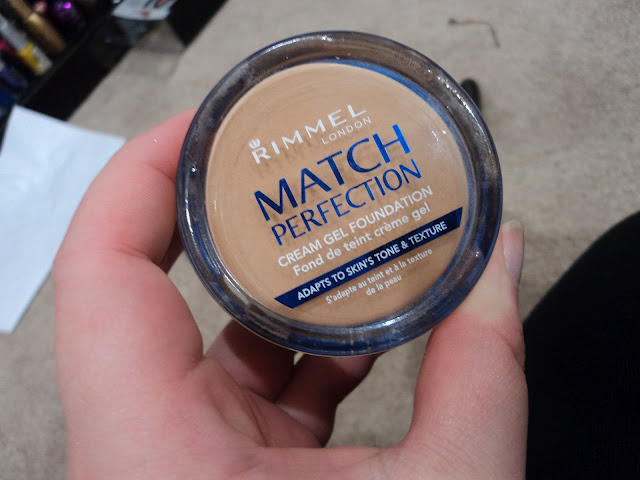 RIMMEL
LONDON
MATCH
PERFECTION
CREAM GEL FOUNDATION
Fond de teint crème gel
ADAPTS TO SKIN'S TONE & TEXTURE
S'adapte au teint et à la texture
de la peau